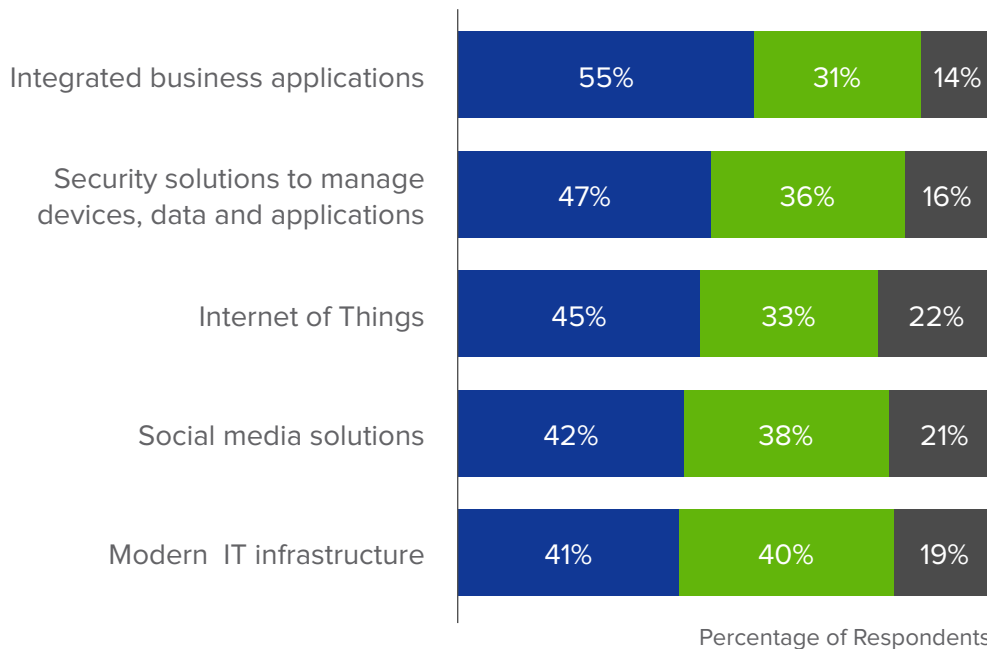 Integrated business applications
55% 31% 14%
Security solutions to manage
devices, data and applications
47% 36% 16%
Internet of Things
45% 33% 22%
Social media solutions
42% 38% 21%
Modern IT infrastructure
41% 40% 19%
Percentage of Respondents